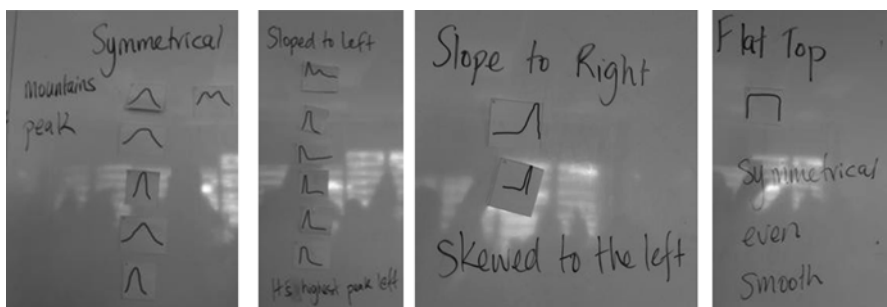 Symmetrical
mountains
peak
Sloped to left
It's highest peak left
Slope to Right
Skewed to the left
Flat Top
symmetrical
even
smooth